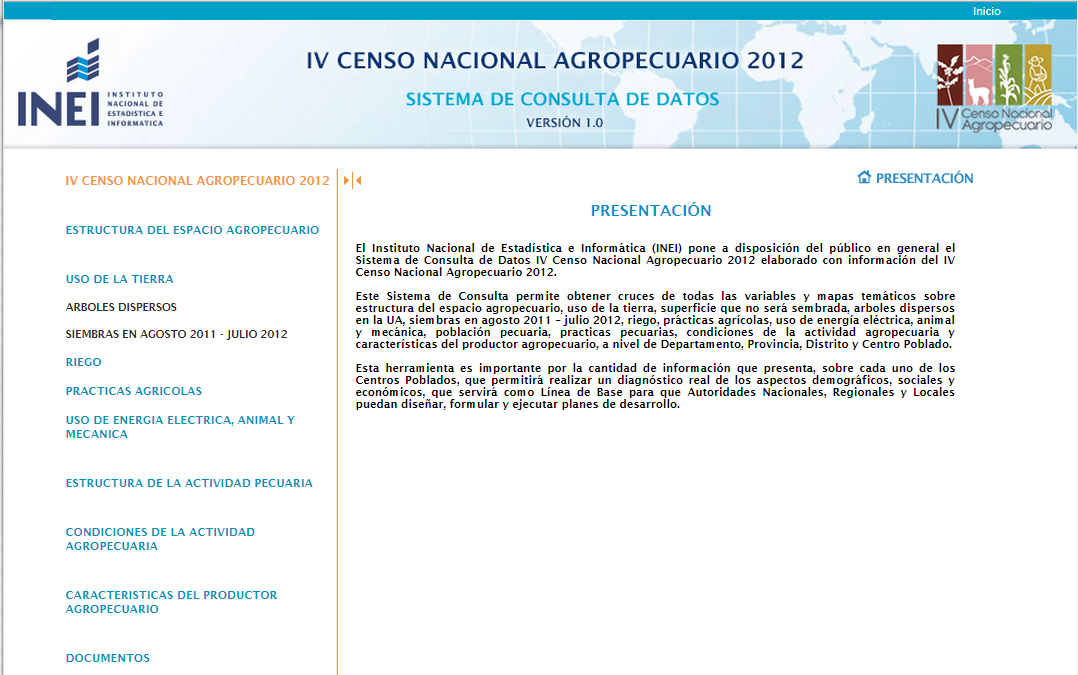 Inicio
INEI
INSTITUTO
NACIONAL DE
ESTADISTICA E
INFORMATICA
IV CENSO NACIONAL AGROPECUARIO 2012
SISTEMA DE CONSULTA DE DATOS
VERSIÓN 1.0
IV Censo Nacional
Agropecuario
IV CENSO NACIONAL AGROPECUARIO 2012
ESTRUCTURA DEL ESPACIO AGROPECUARIO
USO DE LA TIERRA
ARBOLES DISPERSOS
SIEMBRAS EN AGOSTO 2011 - JULIO 2012
RIEGO
PRACTICAS AGRICOLAS
USO DE ENERGIA ELECTRICA, ANIMAL Y
MECANICA
ESTRUCTURA DE LA ACTIVIDAD PECUARIA
CONDICIONES DE LA ACTIVIDAD
AGROPECUARIA
CARACTERISTICAS DEL PRODUCTOR
AGROPECUARIO
DOCUMENTOS
PRESENTACIÓN
PRESENTACIÓN
El Instituto Nacional de Estadística e Informática (INEI) pone a disposición del público en general el
Sistema de Consulta de Datos IV Censo Nacional Agropecuario 2012 elaborado con información del IV
Censo Nacional Agropecuario 2012.
Este Sistema de Consulta permite obtener cruces de todas las variables y mapas temáticos sobre
estructura del espacio agropecuario, uso de la tierra, superficie que no será sembrada, arboles dispersos
en la UA, siembras en agosto 2011 – julio 2012, riego, prácticas agrícolas, uso de energía eléctrica, animal
y mecánica, población pecuaria, practicas pecuarias, condiciones de la actividad agropecuaria y
características del productor agropecuario, a nivel de Departamento, Provincia, Distrito y Centro Poblado.
Esta herramienta es importante por la cantidad de información que presenta, sobre cada uno de los
Centros Poblados, que permitirá realizar un diagnóstico real de los aspectos demográficos, sociales y
económicos, que servirá como Línea de Base para que Autoridades Nacionales, Regionales y Locales
puedan diseñar, formular y ejecutar planes de desarrollo.